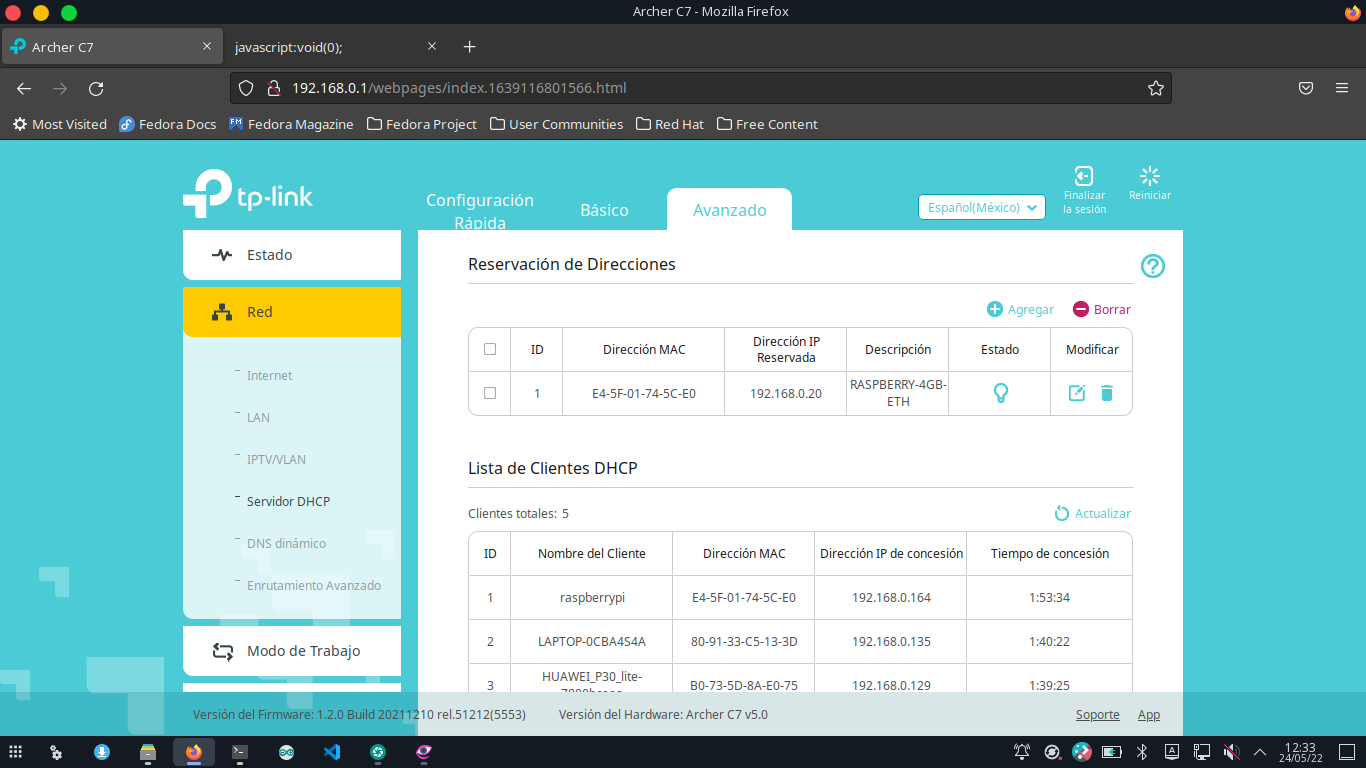 Archer C7 - Mozilla Firefox
Archer C7
javascript:void(0);
192.168.0.1/webpages/index.1639116801566.html
Most Visited Fedora Docs Fedora Magazine Fedora Project User Communities Red Hat Free Content
tp-link
Configuración
Rápida
Básico
Avanzado
Español(México)
Finalizar
la sesión
Reiniciar
Estado
Red
Internet
LAN
IPTV/VLAN
Servidor DHCP
DNS dinámico
Enrutamiento Avanzado
Modo de Trabajo
Reservación de Direcciones
Agregar Borrar
ID Dirección MAC Dirección IP Reservada Descripción Estado Modificar
1 E4-5F-01-74-5C-E0 192.168.0.20 RASPBERRY-4GB-ETH
Lista de Clientes DHCP
Clientes totales: 5 Actualizar
ID Nombre del Cliente Dirección MAC Dirección IP de concesión Tiempo de concesión
1 raspberrypi E4-5F-01-74-5C-E0 192.168.0.164 1:53:34
2 LAPTOP-0CBA4S4A 80-91-33-C5-13-3D 192.168.0.135 1:40:22
3 HUAWEI_P30_lite- B0-73-5D-8A-E0-75 192.168.0.129 1:39:25
Versión del Firmware: 1.2.0 Build 20211210 rel.51212(5553) Versión del Hardware: Archer C7 v5.0 Soporte App
12:33
24/05/22